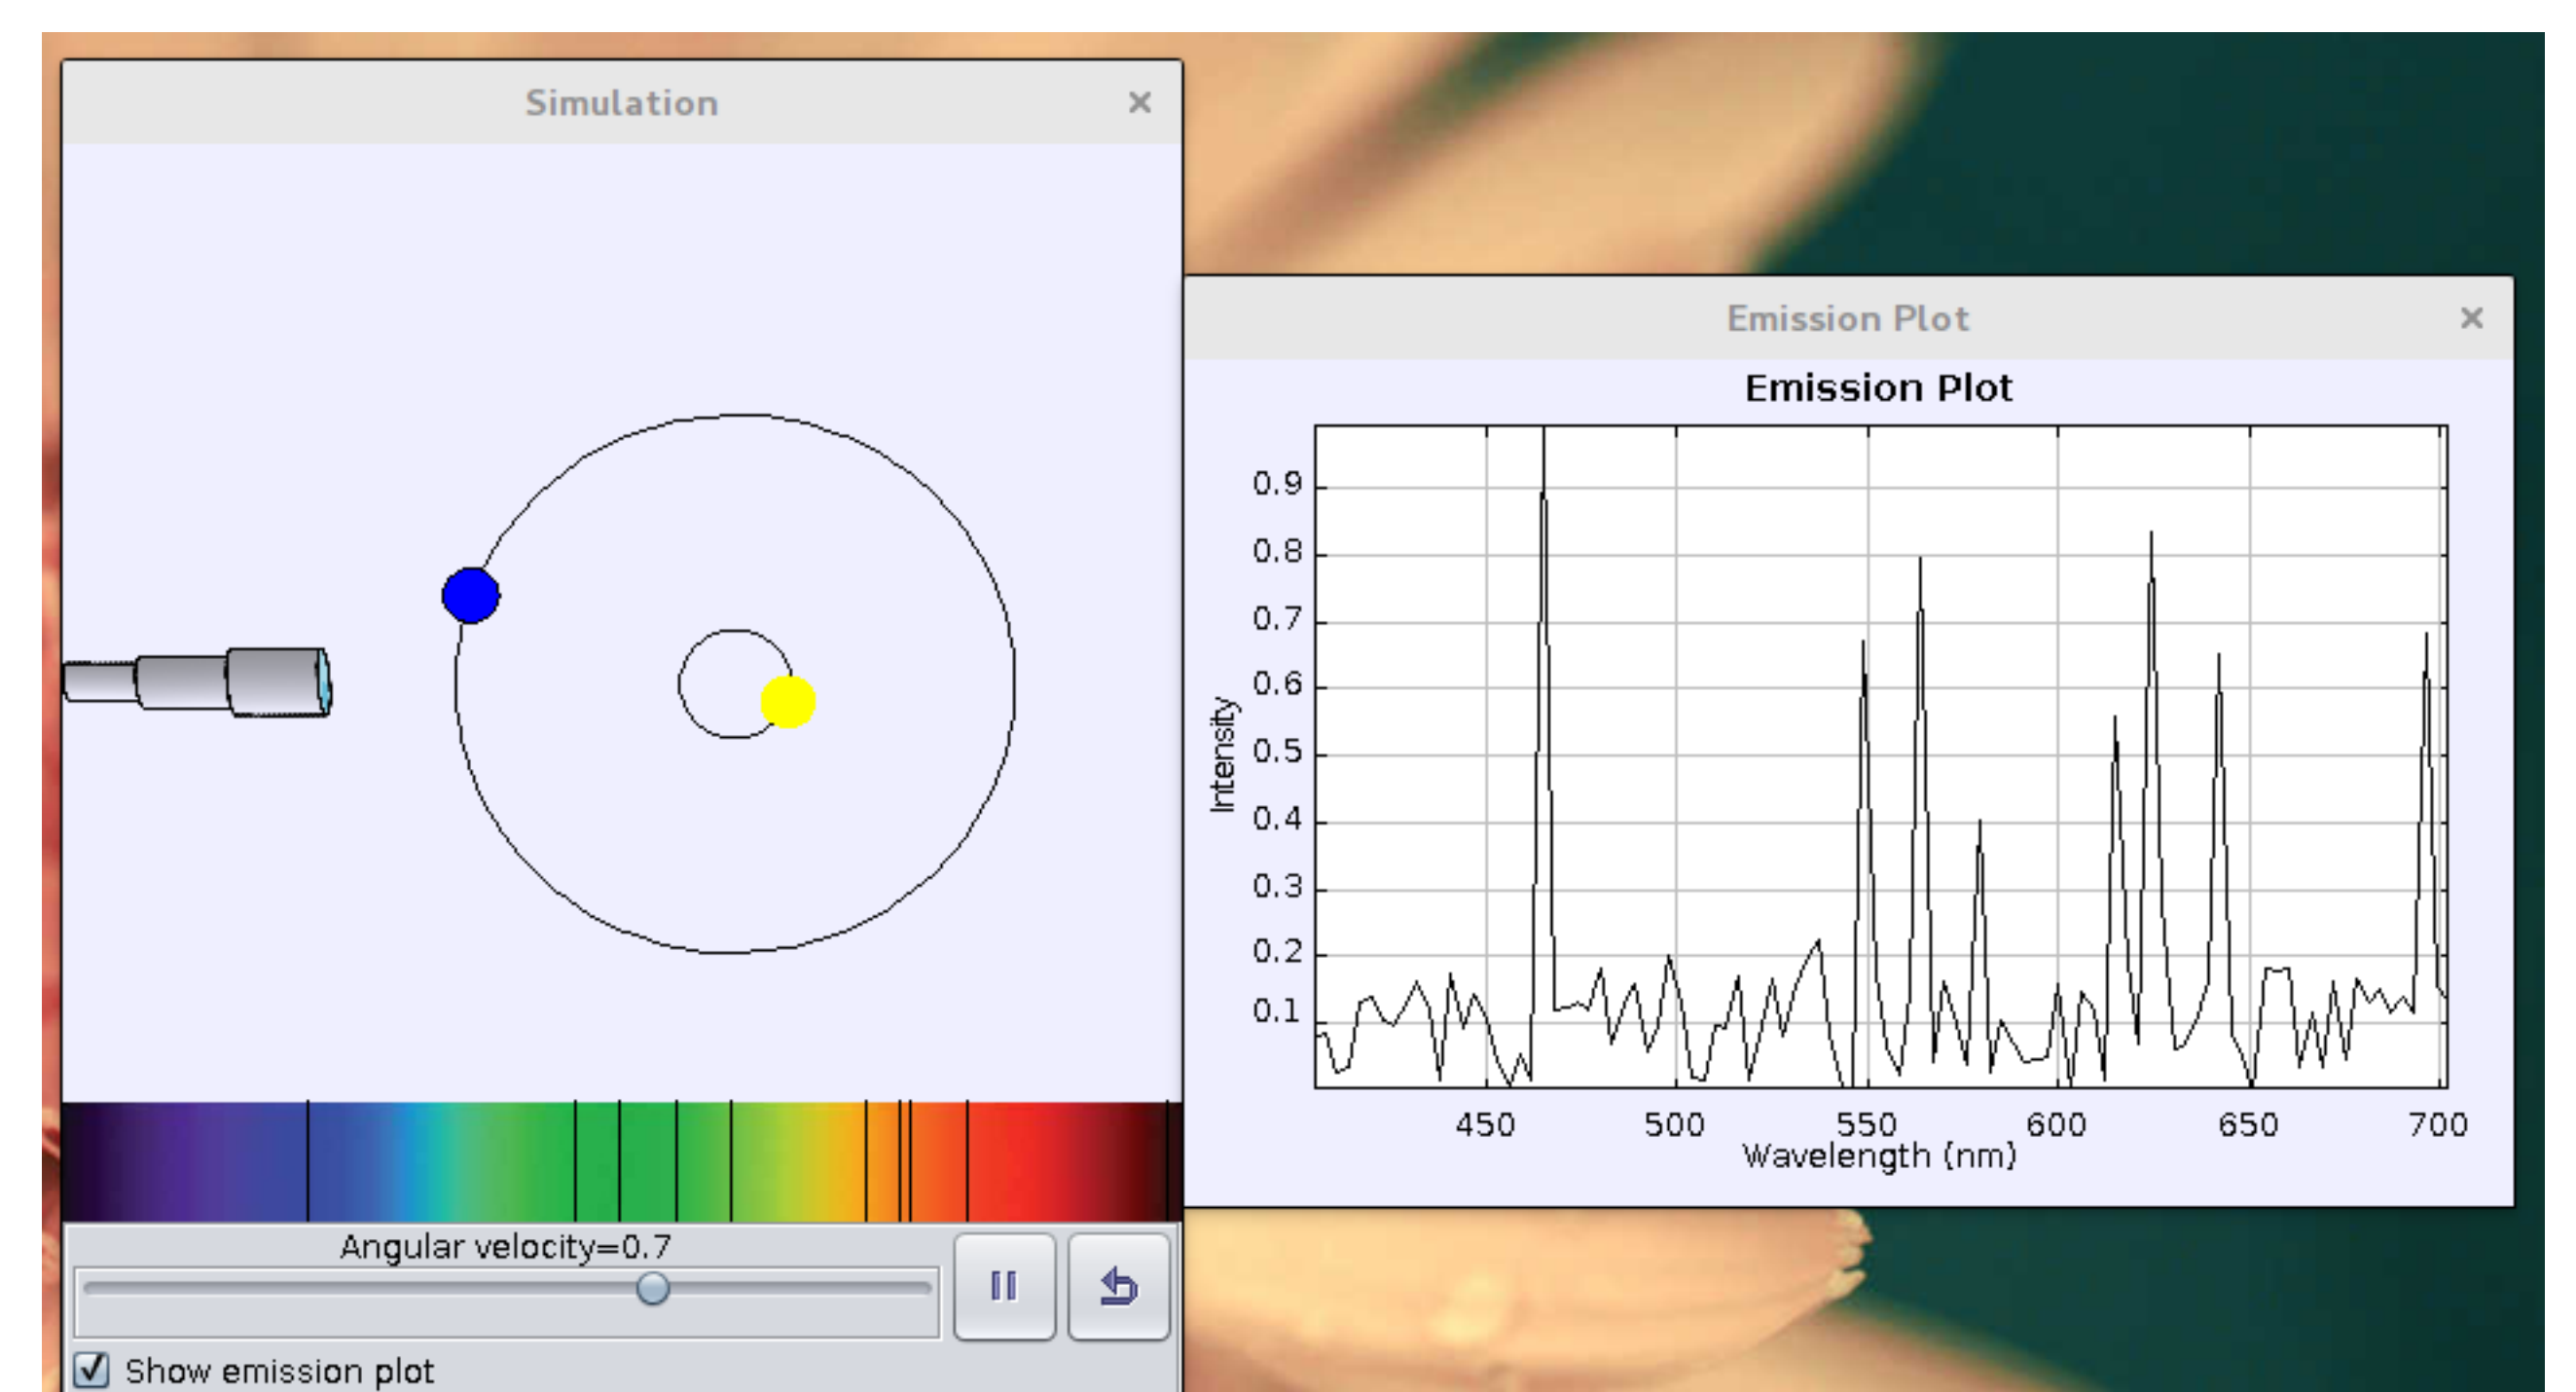 Simulation
Angular velocity=0.7
Show emission plot
Emission Plot
Emission Plot
0.9
0.8
0.7
0.6
0.5
0.4
0.3
0.2
0.1
Intensity
450 500 550 600 650 700
Wavelength (nm)